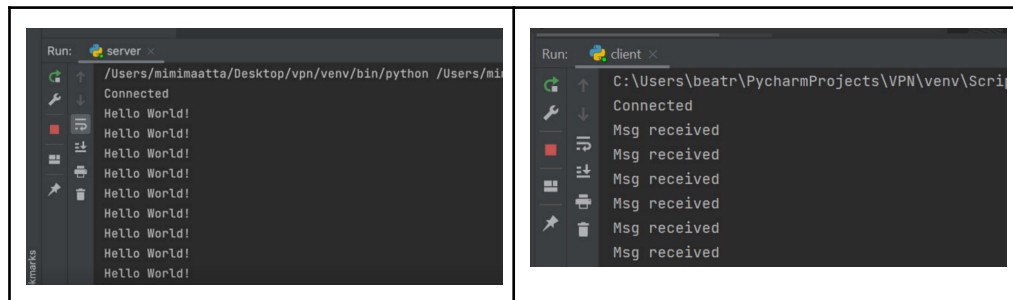 Run: server ×
/Users/mimimaatta/Desktop/vpn/venv/bin/python /Users/mi
Connected
Hello World!
Hello World!
Hello World!
Hello World!
Hello World!
Hello World!
Hello World!
Hello World!
Hello World!
kmarks
Run: client ×
C:\Users\beatr\PycharmProjects\VPN\venv\Scrip
Connected
Msg received
Msg received
Msg received
Msg received
Msg received
Msg received